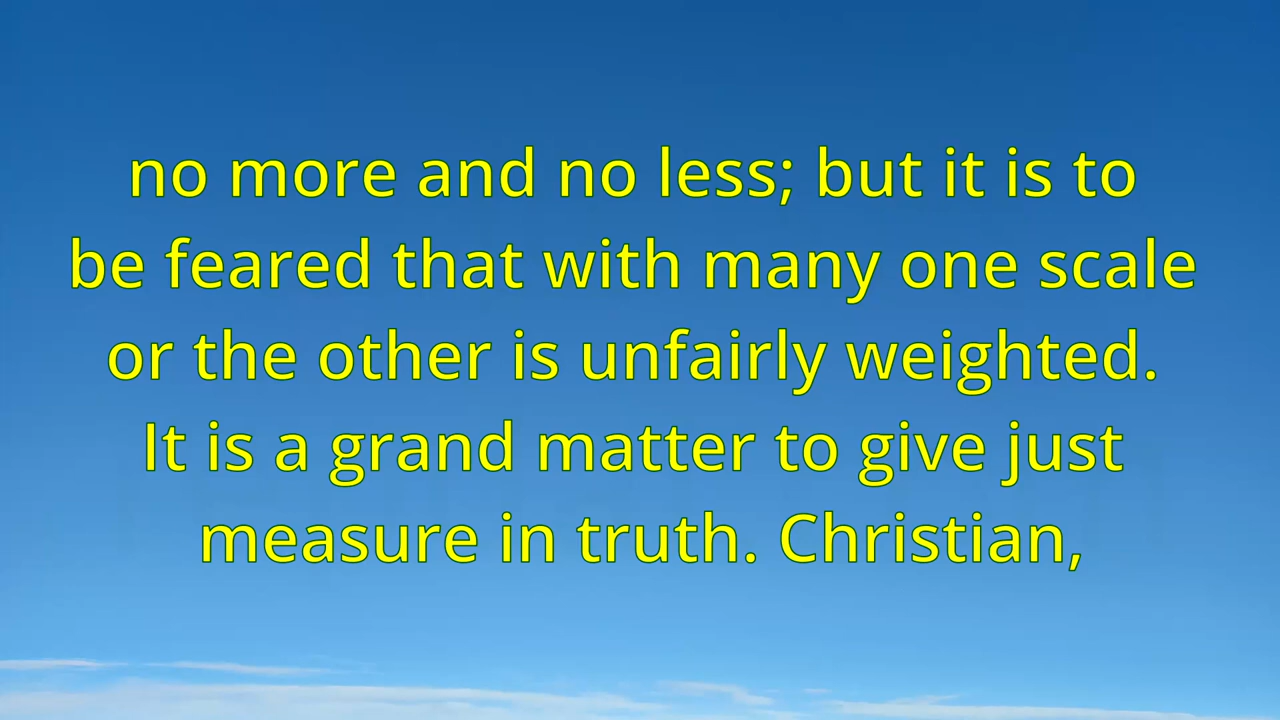 no more and no less; but it is to
be feared that with many one scale
or the other is unfairly weighted.
It is a grand matter to give just
measure in truth. Christian,